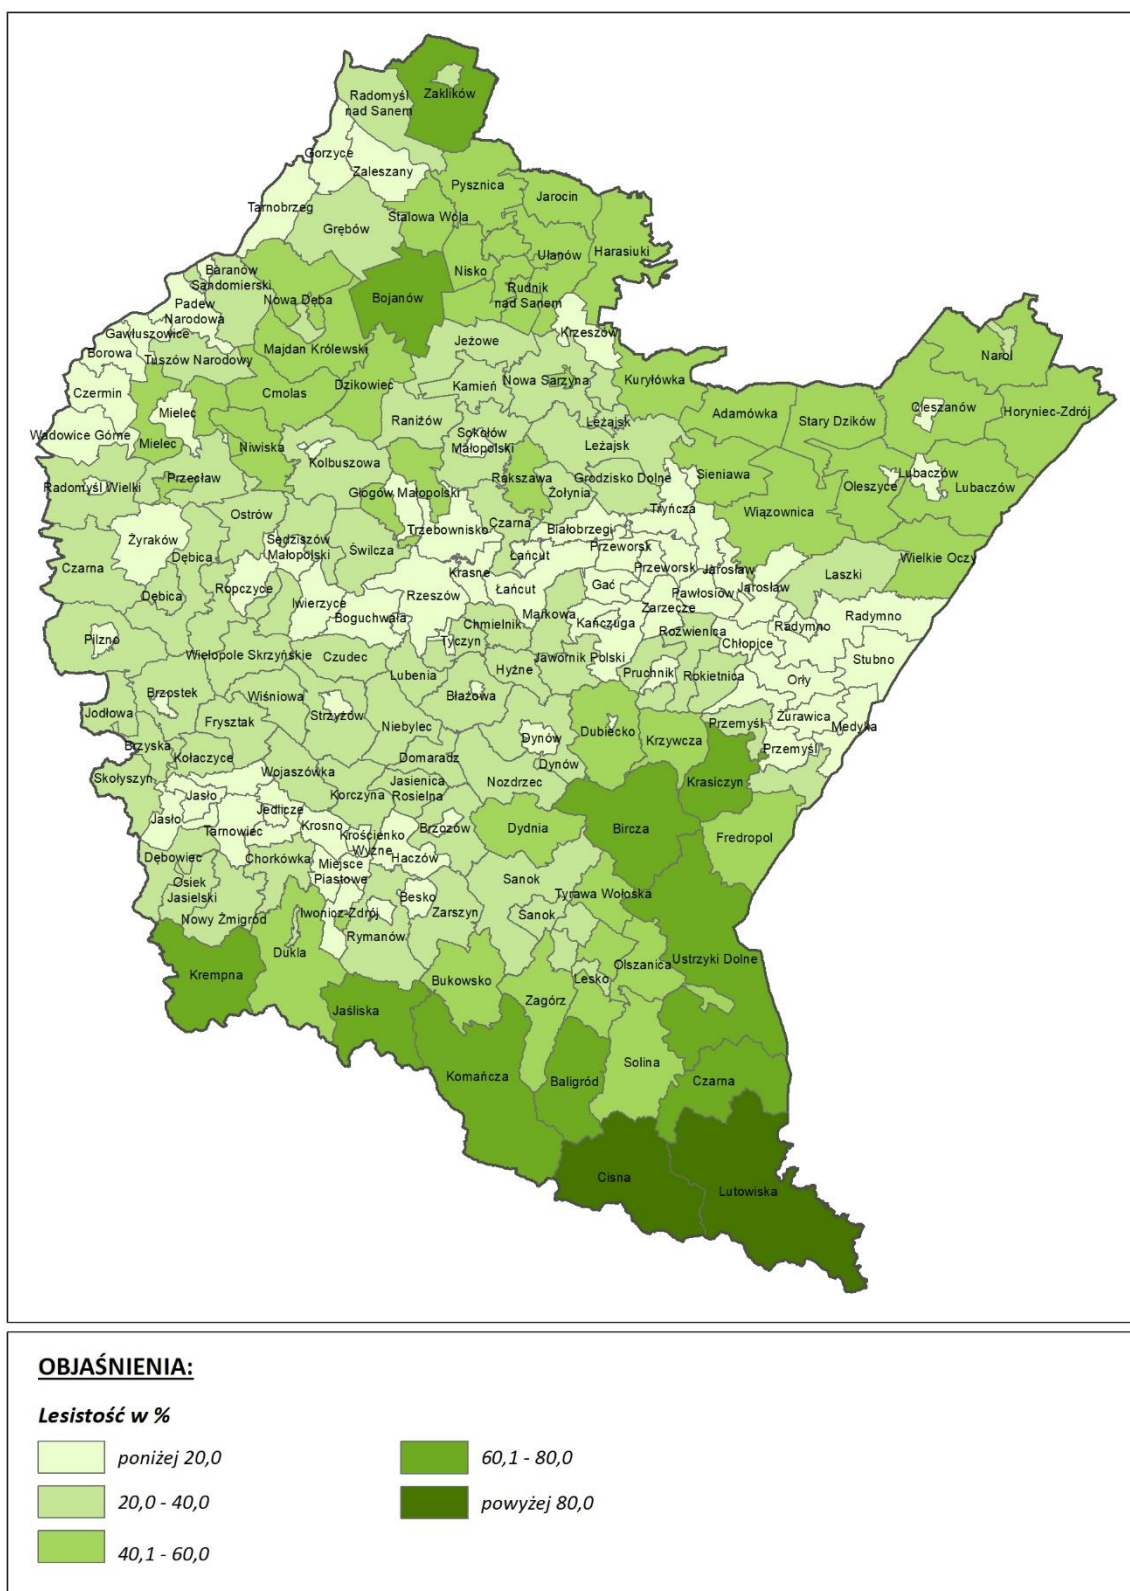 Radomyśl
nad Sanem
Zaklików
Gorzyce
Zaleszany
Pysznica
Jarocin
Tarnobrzeg
Stalowa Wola
Grębów
Ulanów
Harasiuki
Baranów
Sandomierski
Nisko
Nowa Dęba
Bojanów
Rudnik
nad Sanem
Padew
Narodowa
Gawłuszowice
Krzeszów
Borowa
Tuszów Narodowy
Majdan Królewski
Jeżowe
Narol
Czermin
Cmolas
Dzikowiec
Kamień
Nowa Sarzyna
Kuryłówka
Mielec
Cieszanów
Horyniec-Zdrój
Adamówka
Stary Dzików
Raniżów
Leżajsk
Wadowice Górne
Mielec
Niwiska
Sokołów
Małopolski
Leżajsk
Kolbuszowa
Przecław
Radomyśl Wielki
Rakszawa
Grodzisko Dolne
Sieniawa
Lubaczów
Oleszyce
Lubaczów
Głogów Małopolski
Żołynia
Tryńcza
Wiązownica
Ostrów
Trzebownisko
Czarna
Białobrzegi
Żyraków
Sędziszów
Małopolski
Świlcza
Dębica
Łańcut
Przeworsk
Wielkie Oczy
Czarna
Krasne
Przeworsk
Jarosław
Laszki
Ropczyce
Łańcut
Gać
Jarosław
Dębica
Iwierzyce
Rzeszów
Pawłosiów
Boguchwała
Markowa
Kańczuga
Zarzecze
Radymno
Radymno
Pilzno
Chmielnik
Roźwienica
Tyczyn
Chłopice
Wielopole Skrzyńskie
Czudec
Hyżne
Jawornik Polski
Stubno
Lubenia
Pruchnik
Rokietnica
Orły
Brzostek
Wiśniowa
Błażowa
Jodłowa
Frysztak
Strzyżów
Niebylec
Dubiecko
Przemyśl
Żurawica
Medyka
Brzyska
Dynów
Krzywcza
Kołaczyce
Domaradz
Dynów
Przemyśl
Skołyszyn
Wojaszówka
Jasienica
Rosielna
Nozdrzec
Krasiczyn
Jasło
Korczyna
Jedlicze
Jasło
Tarnowiec
Krosno
Krościenko
Wyżne
Brzozów
Dydnia
Bircza
Fredropol
Dębowiec
Chorkówka
Miejsce
Piastowe
Haczów
Osiek
Jasielski
Sanok
Besko
Tyrawa Wołoska
Nowy Żmigród
Iwonicz-Zdrój
Zarszyn
Sanok
Rymanów
Dukla
Olszanica
Ustrzyki Dolne
Krempna
Bukowsko
Lesko
Zagórz
Jaśliska
Solina
Komańcza
Baligród
Czarna
Cisna
Lutowiska
OBJAŚNIENIA:
Lesistość w %
poniżej 20,0
60,1 - 80,0
20,0 - 40,0
powyżej 80,0
40,1 - 60,0